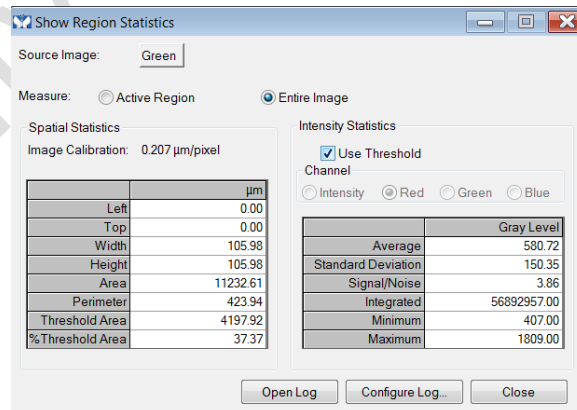 Show Region Statistics
Source Image: Green
Measure: Active Region Entire Image
Spatial Statistics
Image Calibration: 0.207 µm/pixel
µm
Left 0.00
Top 0.00
Width 105.98
Height 105.98
Area 11232.61
Perimeter 423.94
Threshold Area 4197.92
%Threshold Area 37.37
Intensity Statistics
Use Threshold
Channel
Intensity Red Green Blue
Gray Level
Average 580.72
Standard Deviation 150.35
Signal/Noise 3.86
Integrated 56892957.00
Minimum 407.00
Maximum 1809.00
Open Log Configure Log... Close